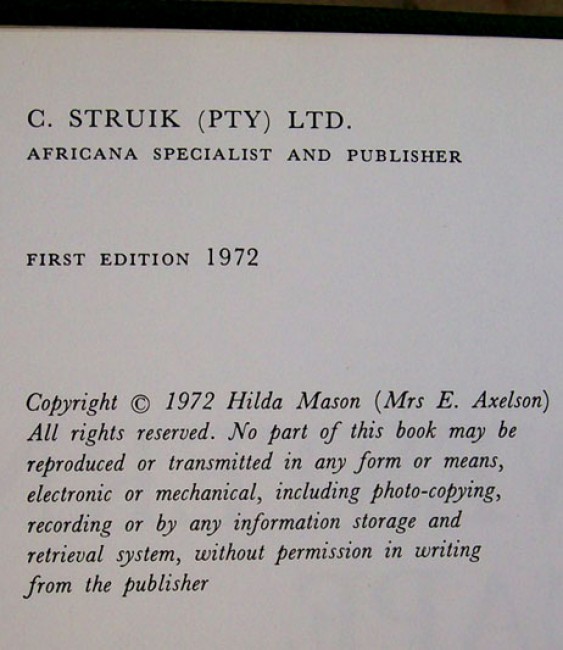 C. STRUIK (PTY) LTD.
AFRICANA SPECIALIST AND PUBLISHER
FIRST EDITION 1972
Copyright © 1972 Hilda Mason (Mrs E. Axelson)
All rights reserved. No part of this book may be
reproduced or transmitted in any form or means,
electronic or mechanical, including photo-copying,
recording or by any information storage and
retrieval system, without permission in writing
from the publisher